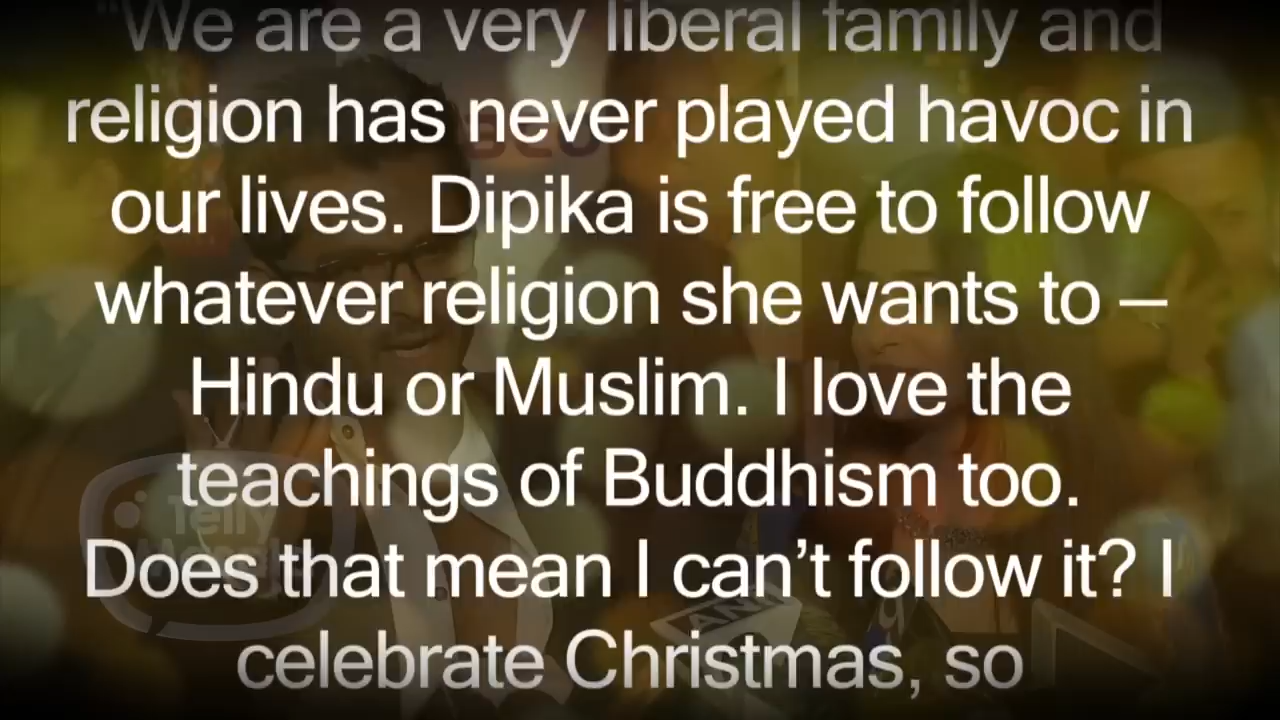 "We are a very liberal family and
religion has never played havoc in
our lives. Dipika is free to follow
whatever religion she wants to –
Hindu or Muslim. I love the
teachings of Buddhism too.
Does that mean I can't follow it? I
celebrate Christmas, so
Telly
ANI